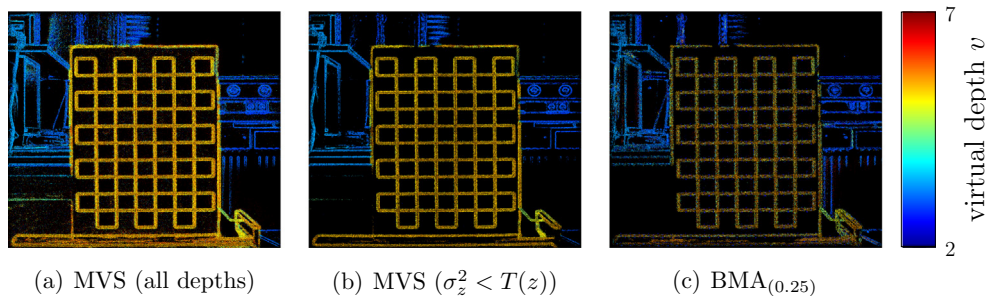 7
virtual depth v
2
(a) MVS (all depths)
(b) MVS (σ_z^2 < T(z))
(c) BMA_(0.25)